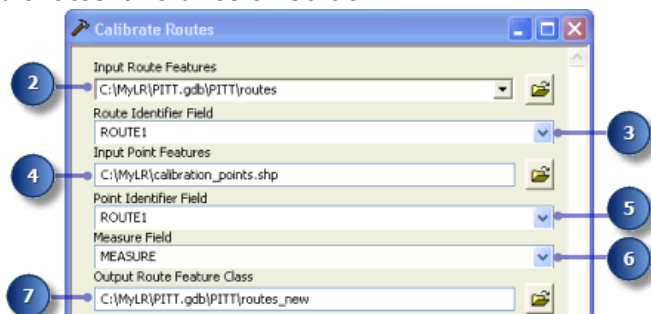 Calibrate Routes
Input Route Features
2
C:\MyLR\PITT.gdb\PITT\routes
Route Identifier Field
ROUTE1
3
Input Point Features
4
C:\MyLR\calibration_points.shp
Point Identifier Field
ROUTE1
5
Measure Field
MEASURE
6
Output Route Feature Class
7
C:\MyLR\PITT.gdb\PITT\routes_new